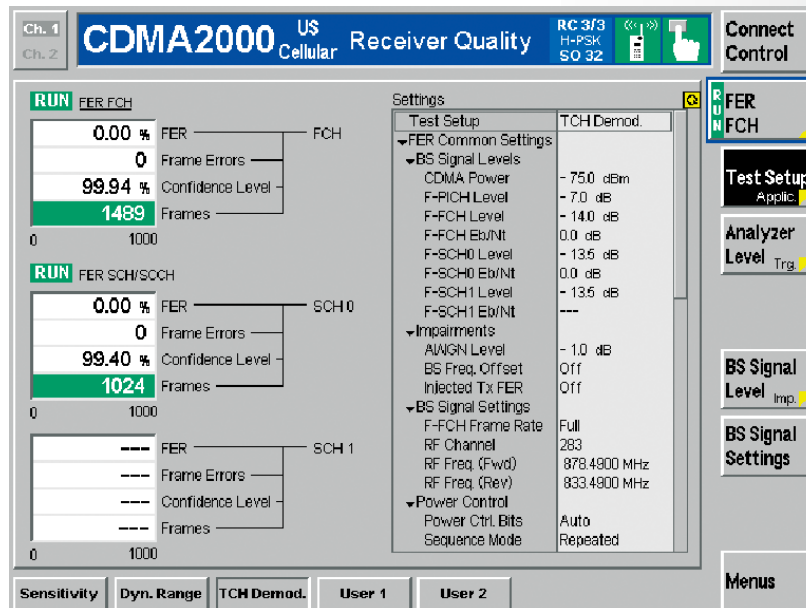 Ch. 1
Ch. 2
CDMA2000 US Cellular Receiver Quality
RC 3/3
H-PSK
SO 32
Connect
Control
RUN FER FCH
0.00 % FER FCH
0 Frame Errors
99.94 % Confidence Level
1489 Frames
0 1000
RUN FER SCH/SCCH
0.00 % FER SCH 0
0 Frame Errors
99.40 % Confidence Level
1024 Frames
0 1000
--- FER SCH 1
--- Frame Errors
--- Confidence Level
--- Frames
0 1000
Settings
Test Setup TCH Demod.
FER Common Settings
BS Signal Levels
CDMA Power - 75.0 dBm
F-PICH Level - 7.0 dB
F-FCH Level - 14.0 dB
F-FCH Eb/Nt 0.0 dB
F-SCH0 Level - 13.5 dB
F-SCH0 Eb/Nt 0.0 dB
F-SCH1 Level - 13.5 dB
F-SCH1 Eb/Nt ---
Impairments
AWGN Level - 1.0 dB
BS Freq. Offset Off
Injected Tx FER Off
BS Signal Settings
F-FCH Frame Rate Full
RF Channel 283
RF Freq. (Fwd) 878.4900 MHz
RF Freq. (Rev) 833.4900 MHz
Power Control
Power Ctrl. Bits Auto
Sequence Mode Repeated
RUN
FER
FCH
Test Setup
Applic.
Analyzer
Level Trg.
BS Signal
Level Imp.
BS Signal
Settings
Menus
Sensitivity Dyn. Range TCH Demod. User 1 User 2